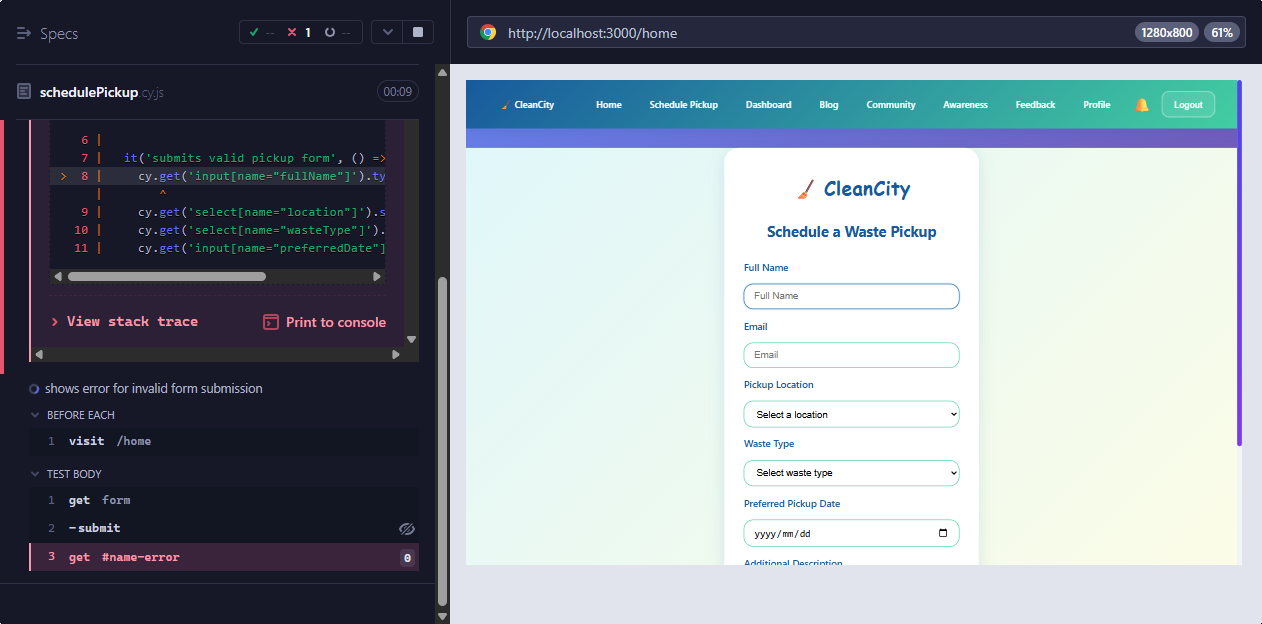 Specs
-- 1 --
schedulePickup.cy.js
00:09
6 |
7 | it('submits valid pickup form', () =>
> 8 | cy.get('input[name="fullName"]').ty
| ^
9 | cy.get('select[name="location"]').s
10 | cy.get('select[name="wasteType"]').
11 | cy.get('input[name="preferredDate"]
> View stack trace
Print to console
shows error for invalid form submission
BEFORE EACH
1 visit /home
TEST BODY
1 get form
2 -submit
3 get #name-error 0
http://localhost:3000/home
1280x800
61%
CleanCity
Home
Schedule Pickup
Dashboard
Blog
Community
Awareness
Feedback
Profile
Logout
CleanCity
Schedule a Waste Pickup
Full Name
Full Name
Email
Email
Pickup Location
Select a location
Waste Type
Select waste type
Preferred Pickup Date
yyyy/mm/dd
Additional Description